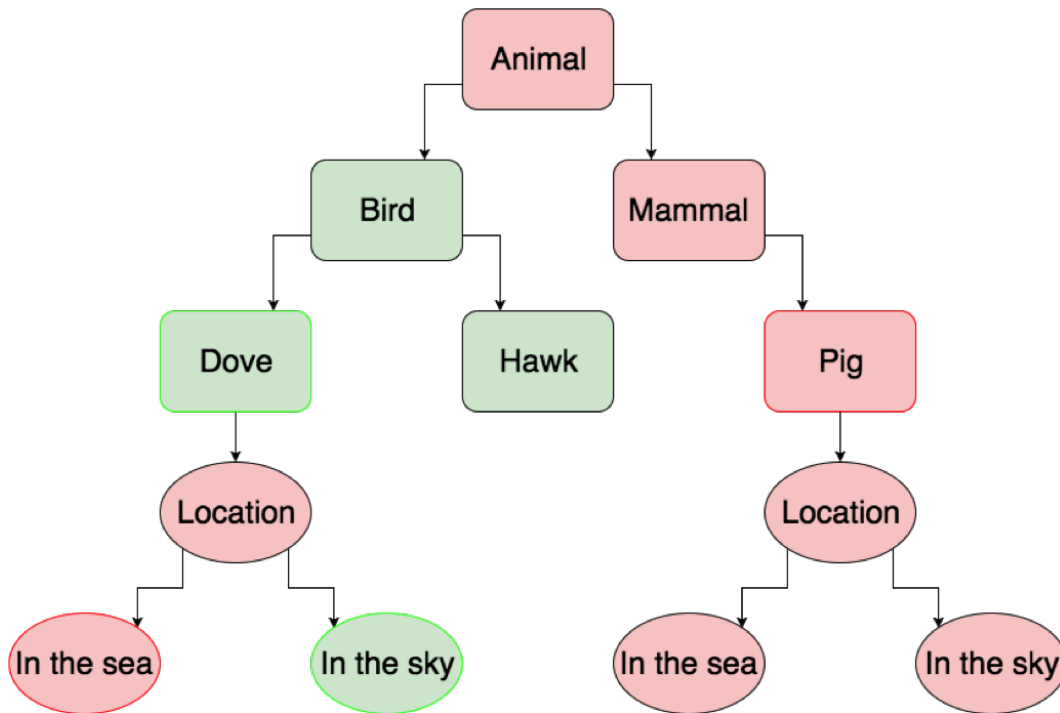 Animal
Bird
Mammal
Dove
Hawk
Pig
Location
Location
In the sea
In the sky
In the sea
In the sky